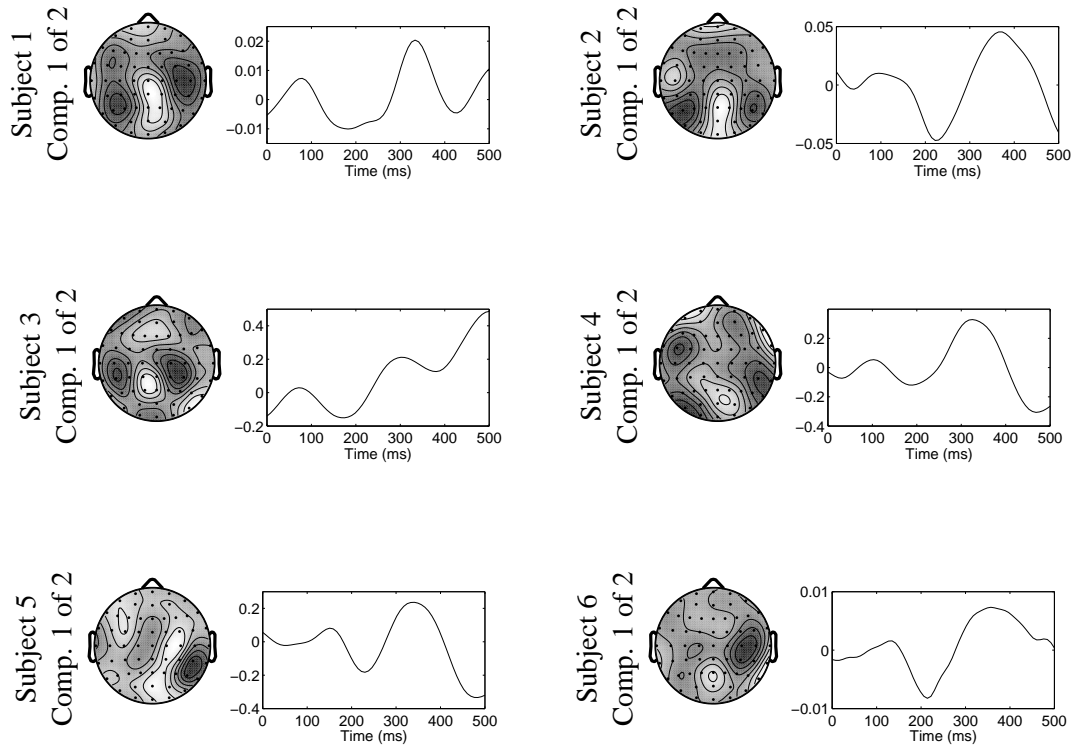 Subject 1
Comp. 1 of 2
0.02
0.01
0
−0.01
0 100 200 300 400 500
Time (ms)
Subject 2
Comp. 1 of 2
0.05
0
−0.05
0 100 200 300 400 500
Time (ms)
Subject 3
Comp. 1 of 2
0.4
0.2
0
−0.2
0 100 200 300 400 500
Time (ms)
Subject 4
Comp. 1 of 2
0.2
0
−0.2
−0.4
0 100 200 300 400 500
Time (ms)
Subject 5
Comp. 1 of 2
0.2
0
−0.2
−0.4
0 100 200 300 400 500
Time (ms)
Subject 6
Comp. 1 of 2
0.01
0
−0.01
0 100 200 300 400 500
Time (ms)